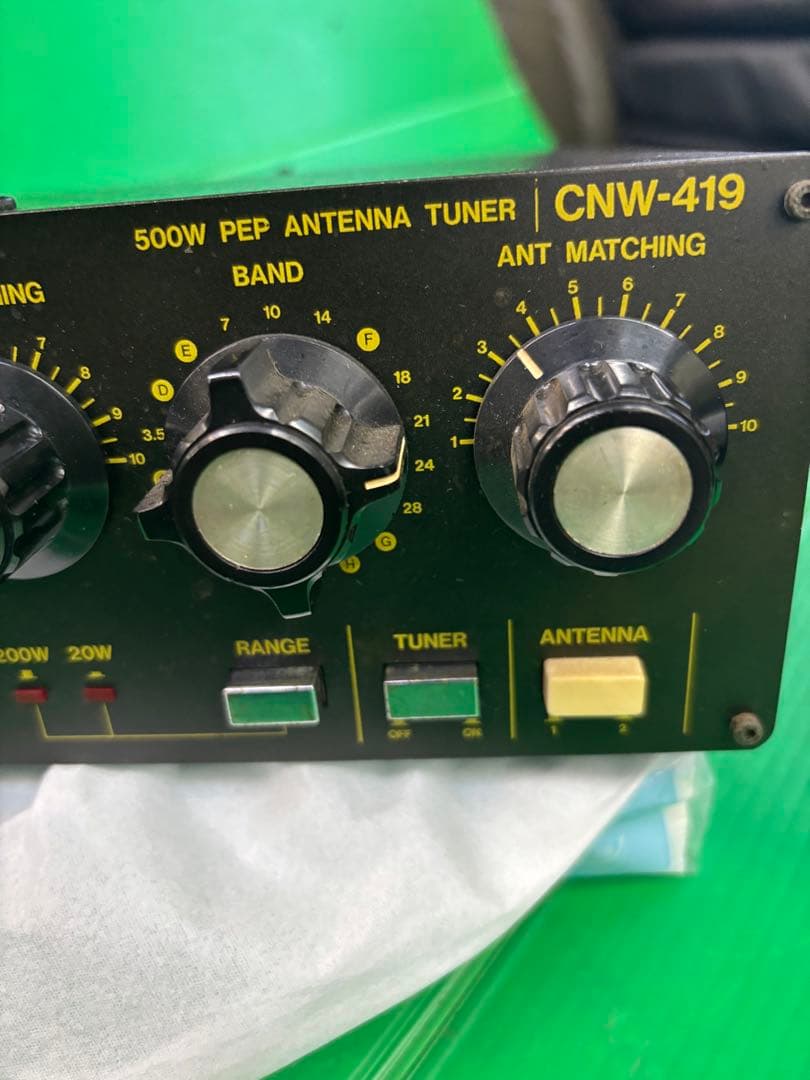 500W PEP ANTENNA TUNER | CNW-419
ING
BAND
ANT MATCHING
7
8
9
10
3.5
D
E
7
10
14
F
18
21
24
28
G
H
1
2
3
4
5
6
7
8
9
10
200W
20W
RANGE
TUNER
OFF
ON
ANTENNA
1
2